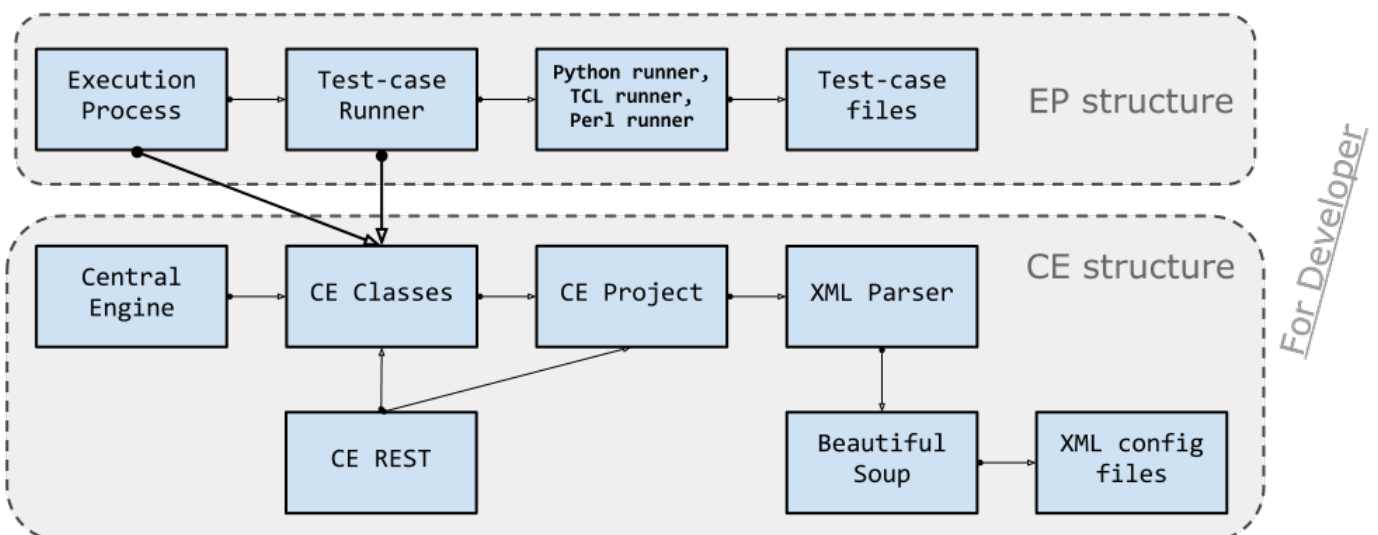 Execution
Process
Test-case
Runner
Python runner,
TCL runner,
Perl runner
Test-case
files
EP structure
For Developer
CE structure
Central
Engine
CE Classes
CE Project
XML Parser
CE REST
Beautiful
Soup
XML config
files